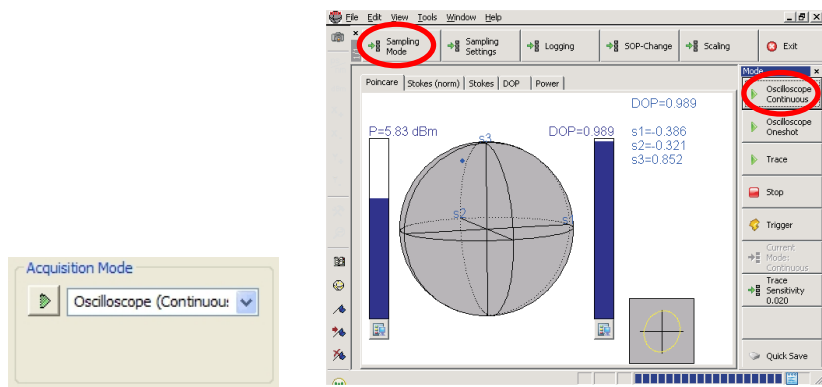 Acquisition Mode
Oscilloscope (Continuou:
File Edit View Tools Window Help
Sampling
Mode
Sampling
Settings
Logging
SOP-Change
Scaling
Exit
Poincare
Stokes (norm)
Stokes
DOP
Power
DOP=0.989
P=5.83 dBm
DOP=0.989
s1=-0.386
s2=-0.321
s3=0.852
s3
s2
Mode
Oscilloscope
Continuous
Oscilloscope
Oneshot
Trace
Stop
Trigger
Current
Mode:
Continuous
Trace
Sensitivity
0.020
Quick Save